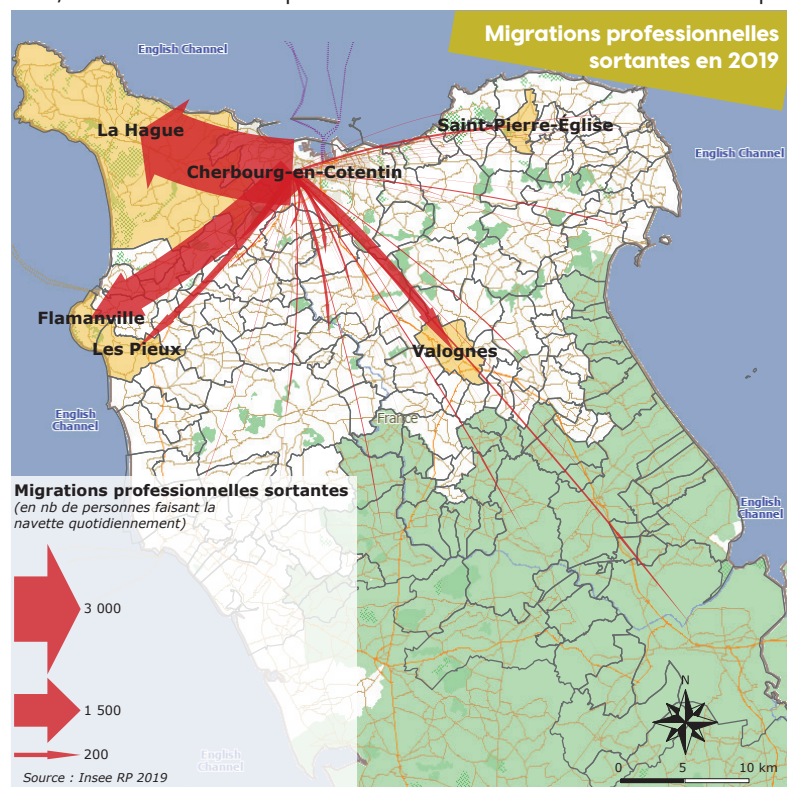 Migrations professionnelles
sortantes en 2019
English Channel
La Hague
Saint-Pierre-Église
English Channel
Cherbourg-en-Cotentin
Flamanville
Les Pieux
Valognes
English
Channel
France
Migrations professionnelles sortantes
(en nb de personnes faisant la
navette quotidiennement)
English
Channel
3 000
1 500
200
English
Channel
N
Source : Insee RP 2019
0 5 10 km